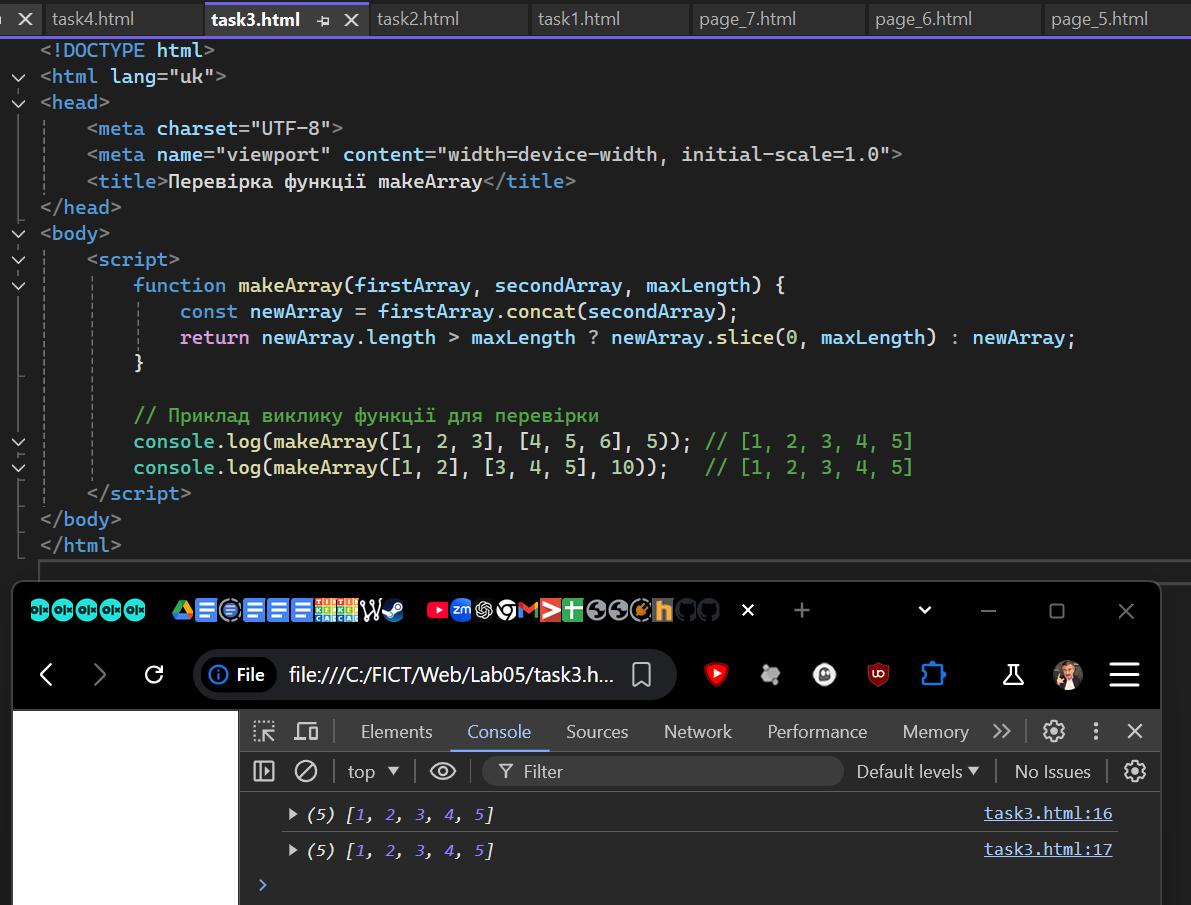 task4.html task3.html task2.html task1.html page_7.html page_6.html page_5.html
<!DOCTYPE html>
<html lang="uk">
<head>
    <meta charset="UTF-8">
    <meta name="viewport" content="width=device-width, initial-scale=1.0">
    <title>Перевірка функції makeArray</title>
</head>
<body>
    <script>
        function makeArray(firstArray, secondArray, maxLength) {
            const newArray = firstArray.concat(secondArray);
            return newArray.length > maxLength ? newArray.slice(0, maxLength) : newArray;
        }
        // Приклад виклику функції для перевірки
        console.log(makeArray([1, 2, 3], [4, 5, 6], 5)); // [1, 2, 3, 4, 5]
        console.log(makeArray([1, 2], [3, 4, 5], 10));   // [1, 2, 3, 4, 5]
    </script>
</body>
</html>
File file:///C:/FICT/Web/Lab05/task3.h...
Elements Console Sources Network Performance Memory
top Filter Default levels No Issues
(5) [1, 2, 3, 4, 5] task3.html:16
(5) [1, 2, 3, 4, 5] task3.html:17